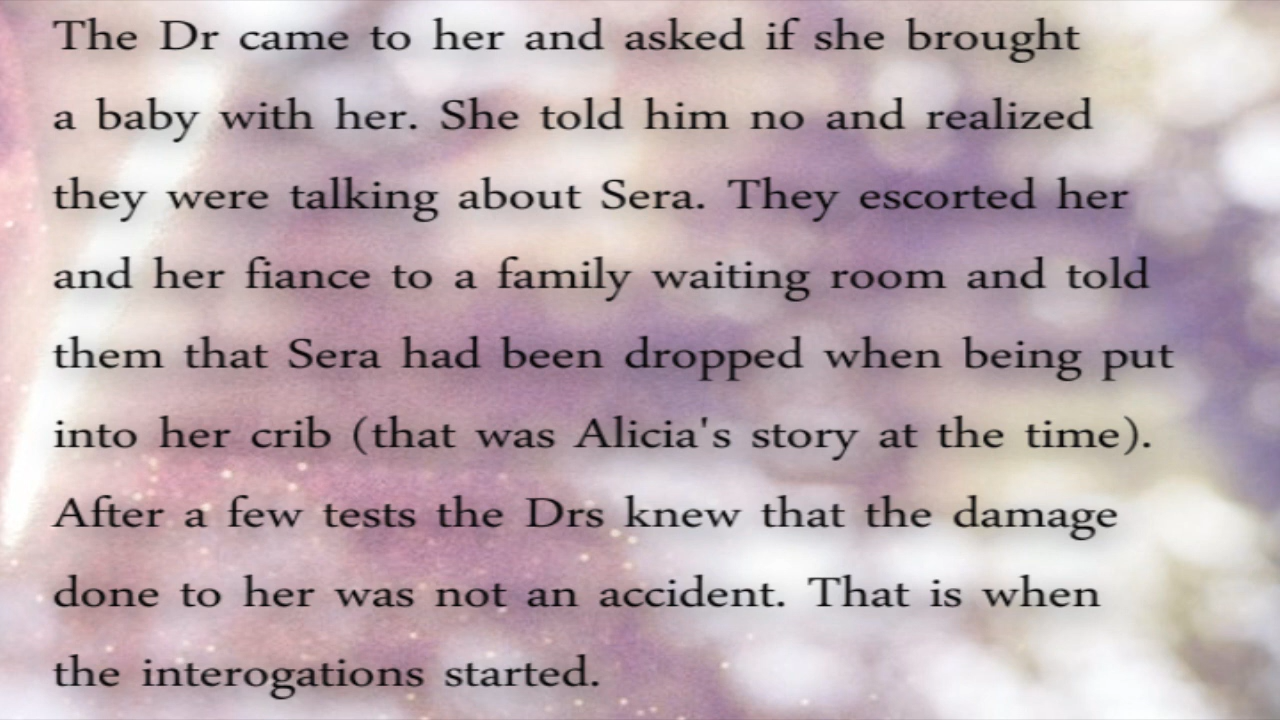 The Dr came to her and asked if she brought
a baby with her. She told him no and realized
they were talking about Sera. They escorted her
and her fiance to a family waiting room and told
them that Sera had been dropped when being put
into her crib (that was Alicia's story at the time).
After a few tests the Drs knew that the damage
done to her was not an accident. That is when
the interogations started.